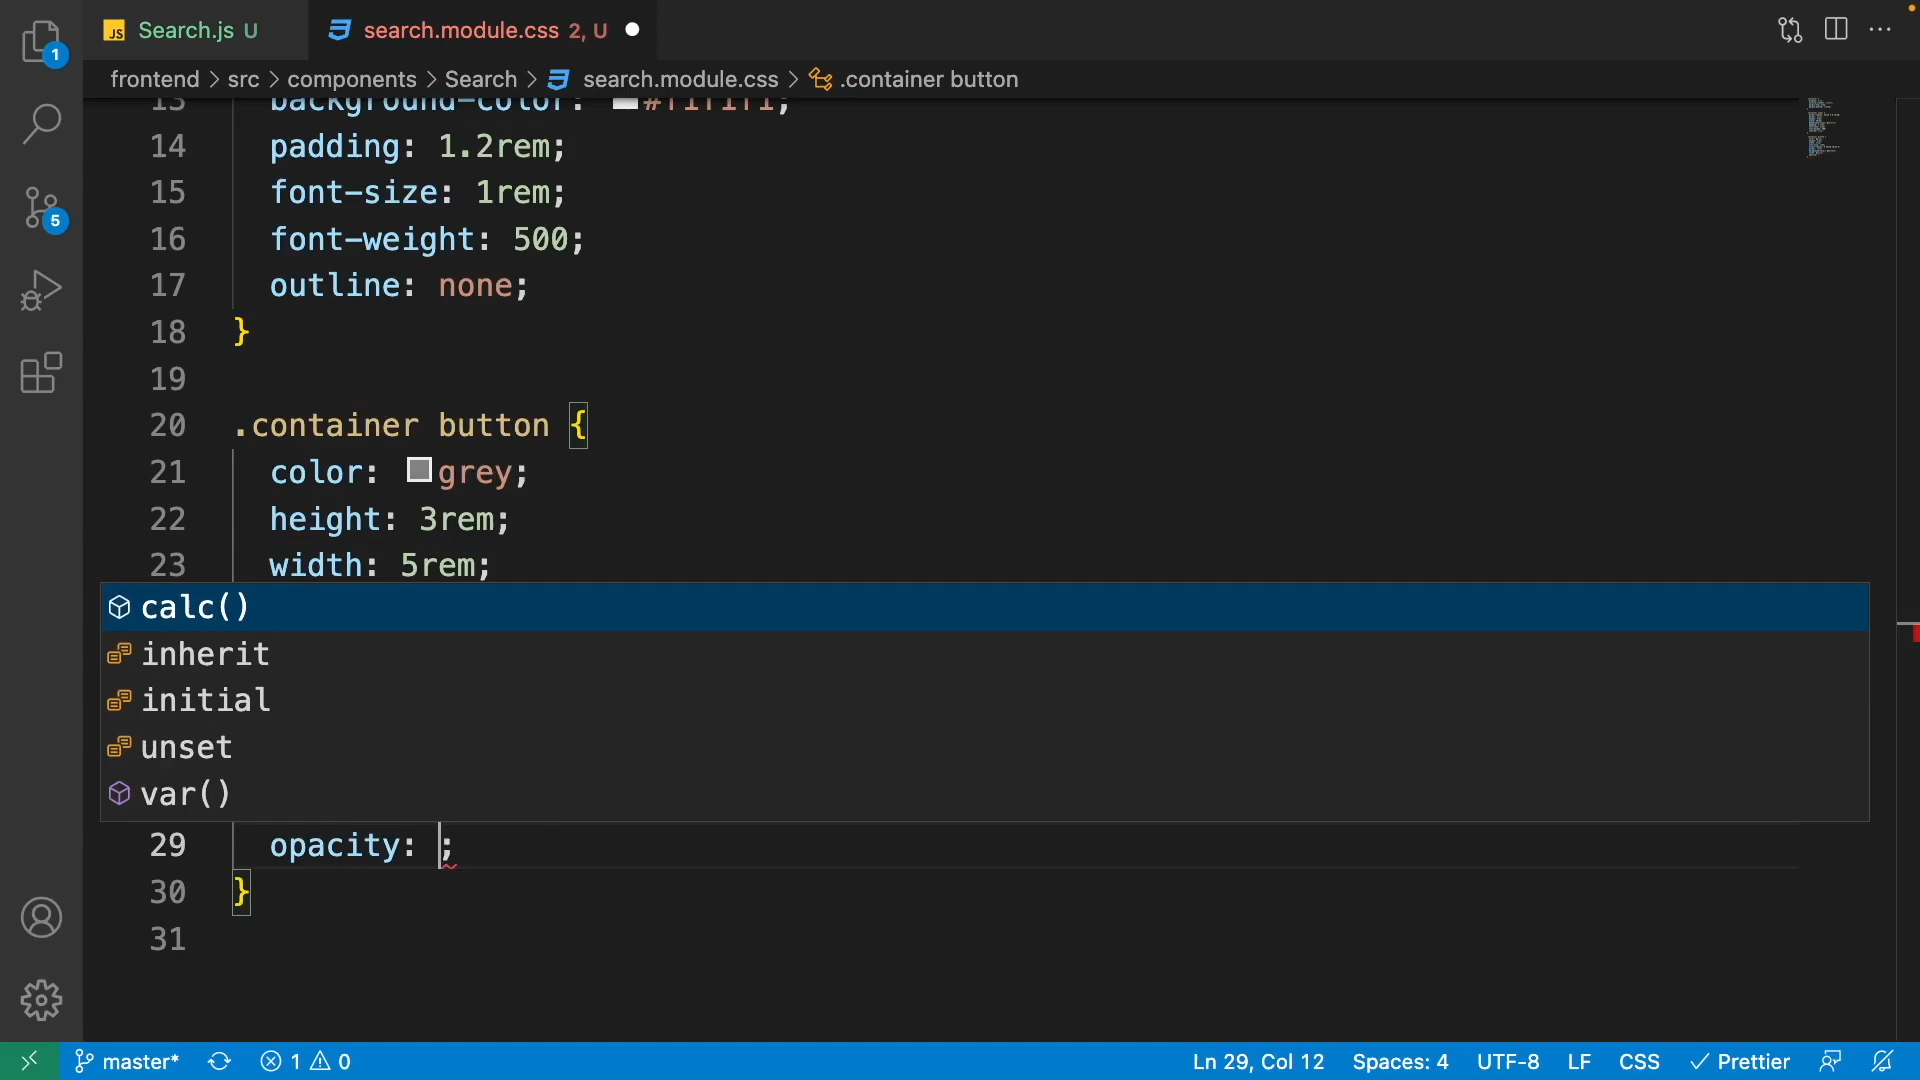 1
Search.js U
search.module.css 2, U
frontend > src > components > Search > search.module.css > .container button
13 background-color: #f1f1f1;
14 padding: 1.2rem;
15 font-size: 1rem;
16 font-weight: 500;
17 outline: none;
18 }
19
20 .container button {
5
21 color: grey;
22 height: 3rem;
23 width: 5rem;
calc()
inherit
initial
unset
var()
29 opacity: ;
30 }
31
master* 1 0 Ln 29, Col 12 Spaces: 4 UTF-8 LF CSS Prettier